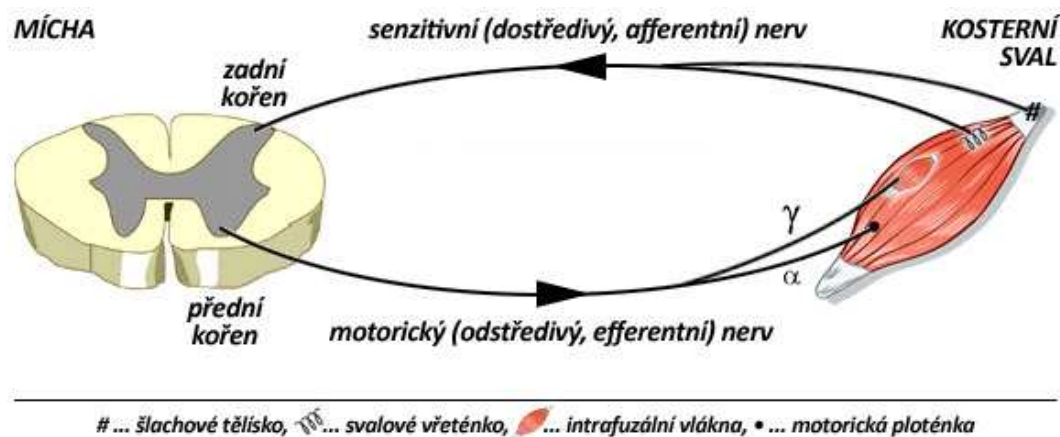 MÍCHA
senzitivní (dostředivý, afferentní) nerv
KOSTERNÍ
SVAL
zadní
kořen
#
γ
α
přední
kořen
motorický (odstředivý, efferentní) nerv
# ... šlachové tělísko, ... svalové vřeténko, ... intrafuzální vlákna, • ... motorická ploténka